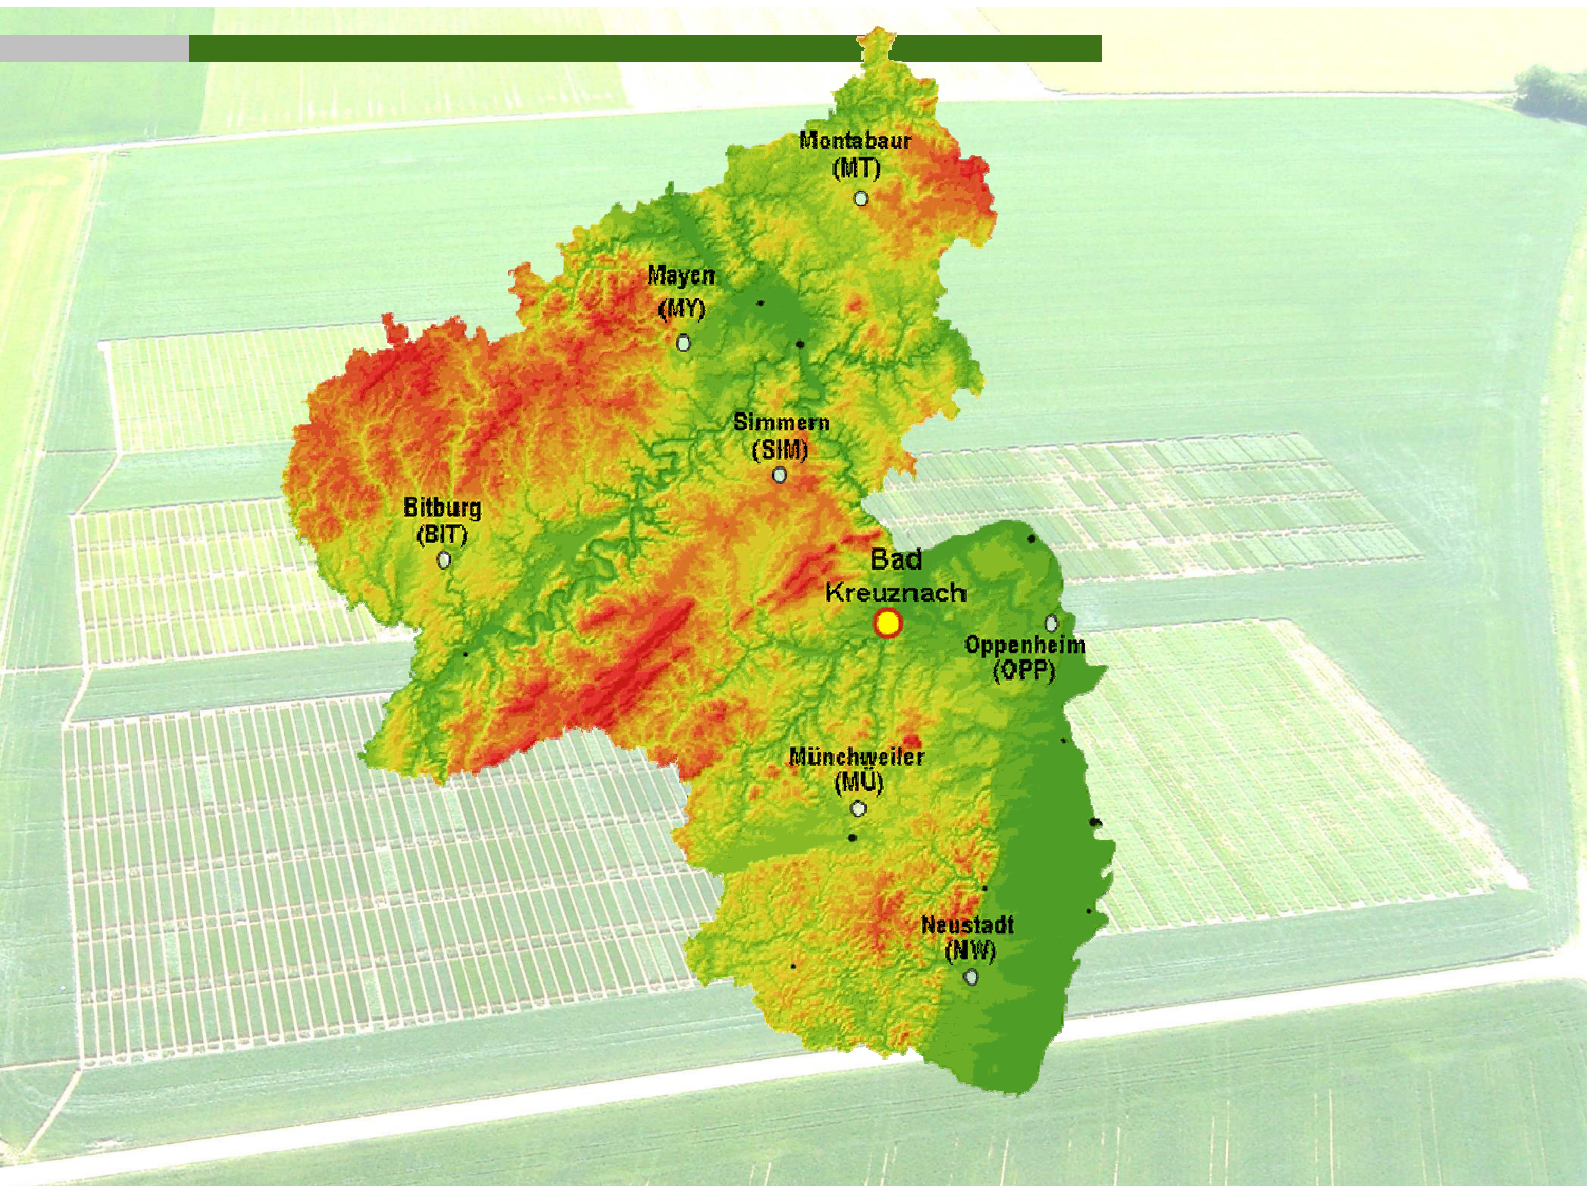 Montabaur
(MT)
Mayen
(MY)
Simmern
(SIM)
Bitburg
(BIT)
Bad
Kreuznach
Oppenheim
(OPP)
Münchweiler
(MÜ)
Neustadt
(NW)